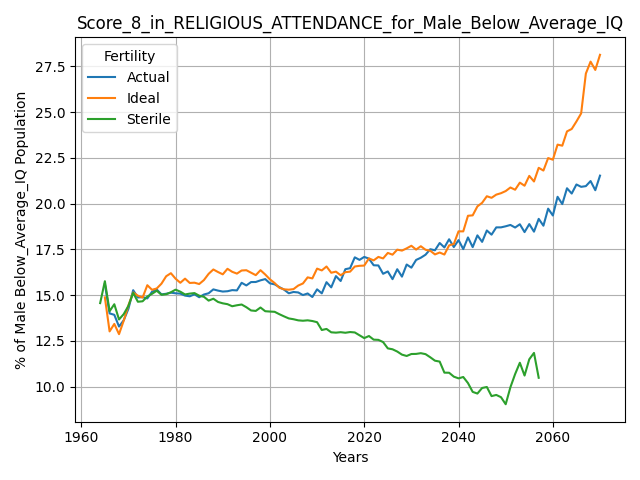 Score_8_in_RELIGIOUS_ATTENDANCE_for_Male_Below_Average_IQ
Fertility
Actual
Ideal
Sterile
% of Male Below_Average_IQ Population
27.5
25.0
22.5
20.0
17.5
15.0
12.5
10.0
1960 1980 2000 2020 2040 2060
Years